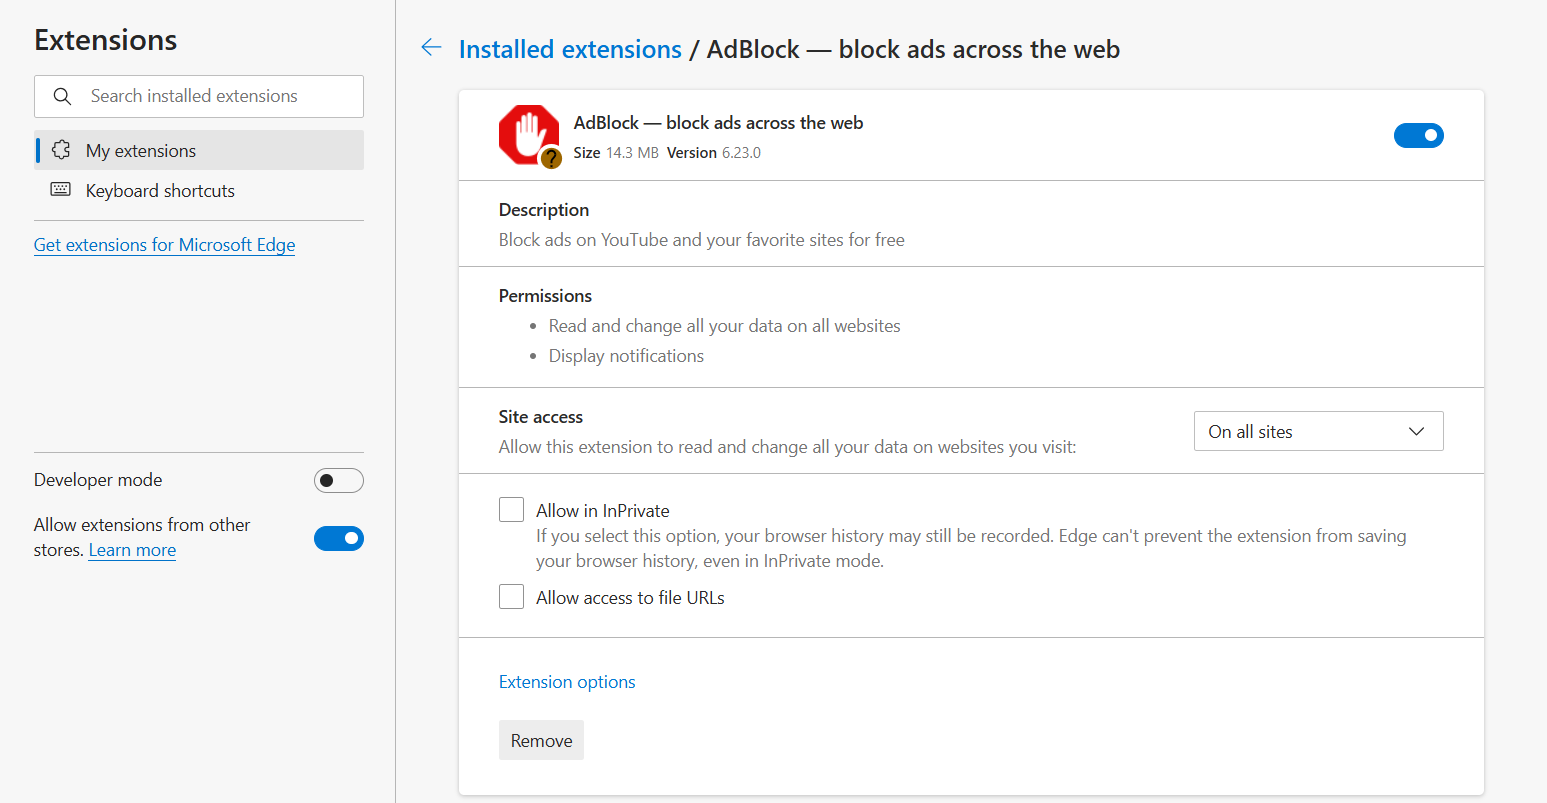 Extensions
Search installed extensions
My extensions
Keyboard shortcuts
Get extensions for Microsoft Edge
Developer mode
Allow extensions from other
stores. Learn more
Installed extensions / AdBlock — block ads across the web
AdBlock — block ads across the web
Size 14.3 MB Version 6.23.0
Description
Block ads on YouTube and your favorite sites for free
Permissions
• Read and change all your data on all websites
• Display notifications
Site access
Allow this extension to read and change all your data on websites you visit:
On all sites
Allow in InPrivate
If you select this option, your browser history may still be recorded. Edge can't prevent the extension from saving
your browser history, even in InPrivate mode.
Allow access to file URLs
Extension options
Remove